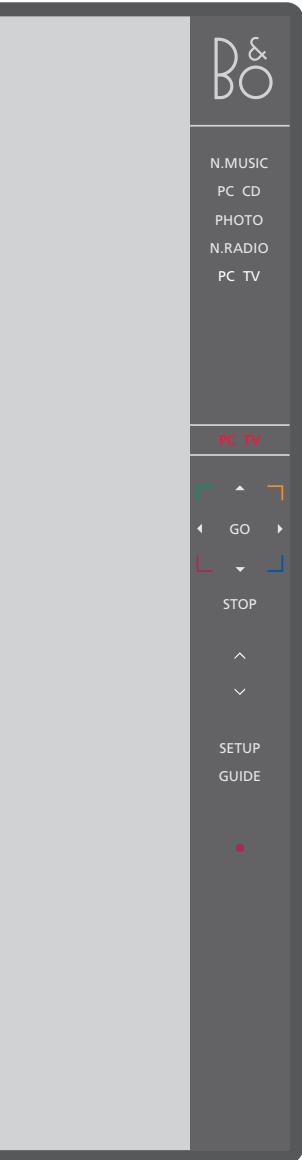 B&O
N.MUSIC
PC CD
PHOTO
N.RADIO
PC TV
PC TV
GO
STOP
SETUP
GUIDE